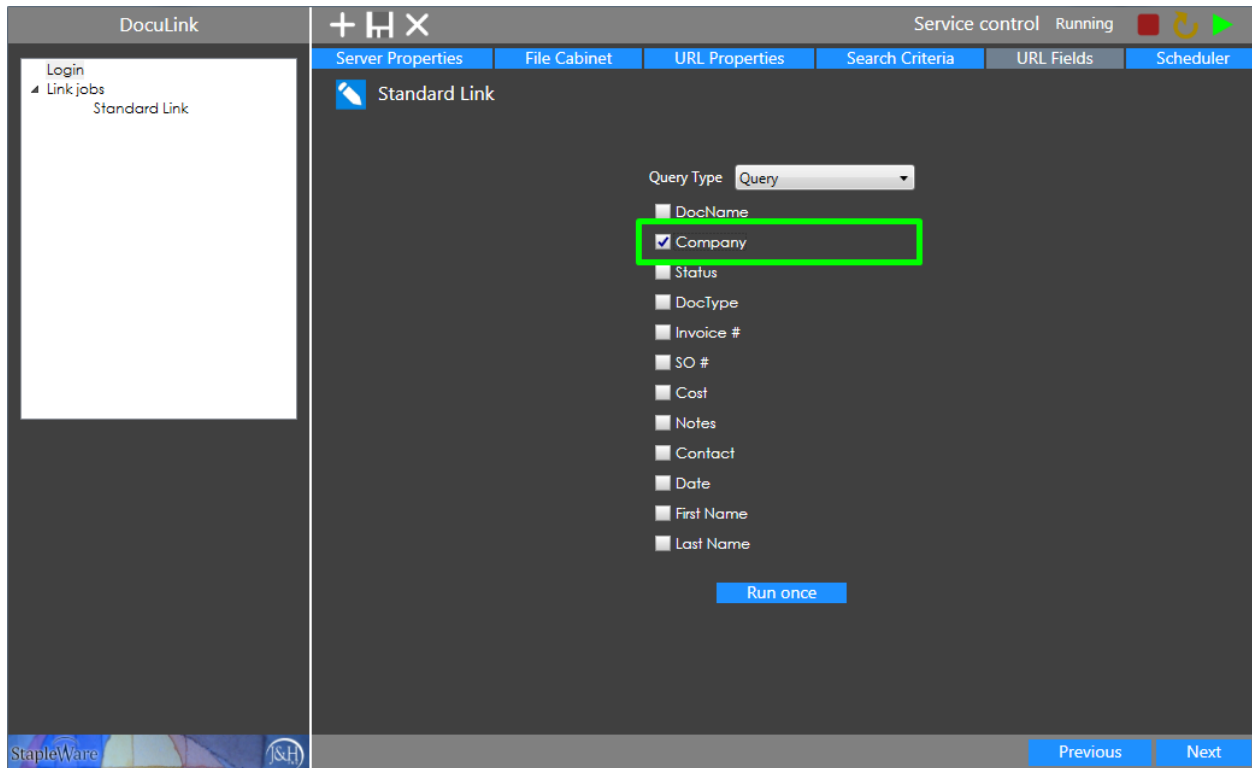 DocuLink
Service control Running
Login
Link jobs
Standard Link
Server Properties File Cabinet URL Properties Search Criteria URL Fields Scheduler
Standard Link
Query Type Query
DocName
Company
Status
DocType
Invoice #
SO #
Cost
Notes
Contact
Date
First Name
Last Name
Run once
StapleWare J&H
Previous Next